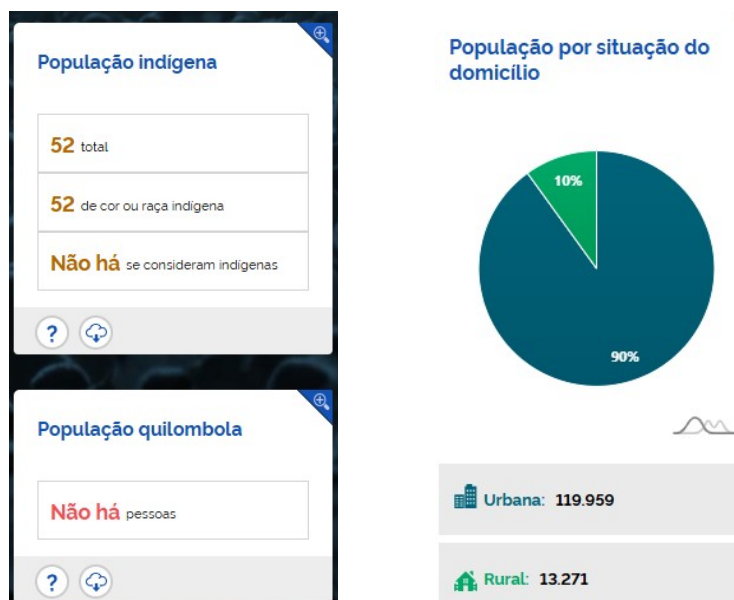 População indígena
52 total
52 de cor ou raça indígena
Não há se consideram indígenas
?
População quilombola
Não há pessoas
?
População por situação do
domicílio
10%
90%
Urbana: 119.959
Rural: 13.271